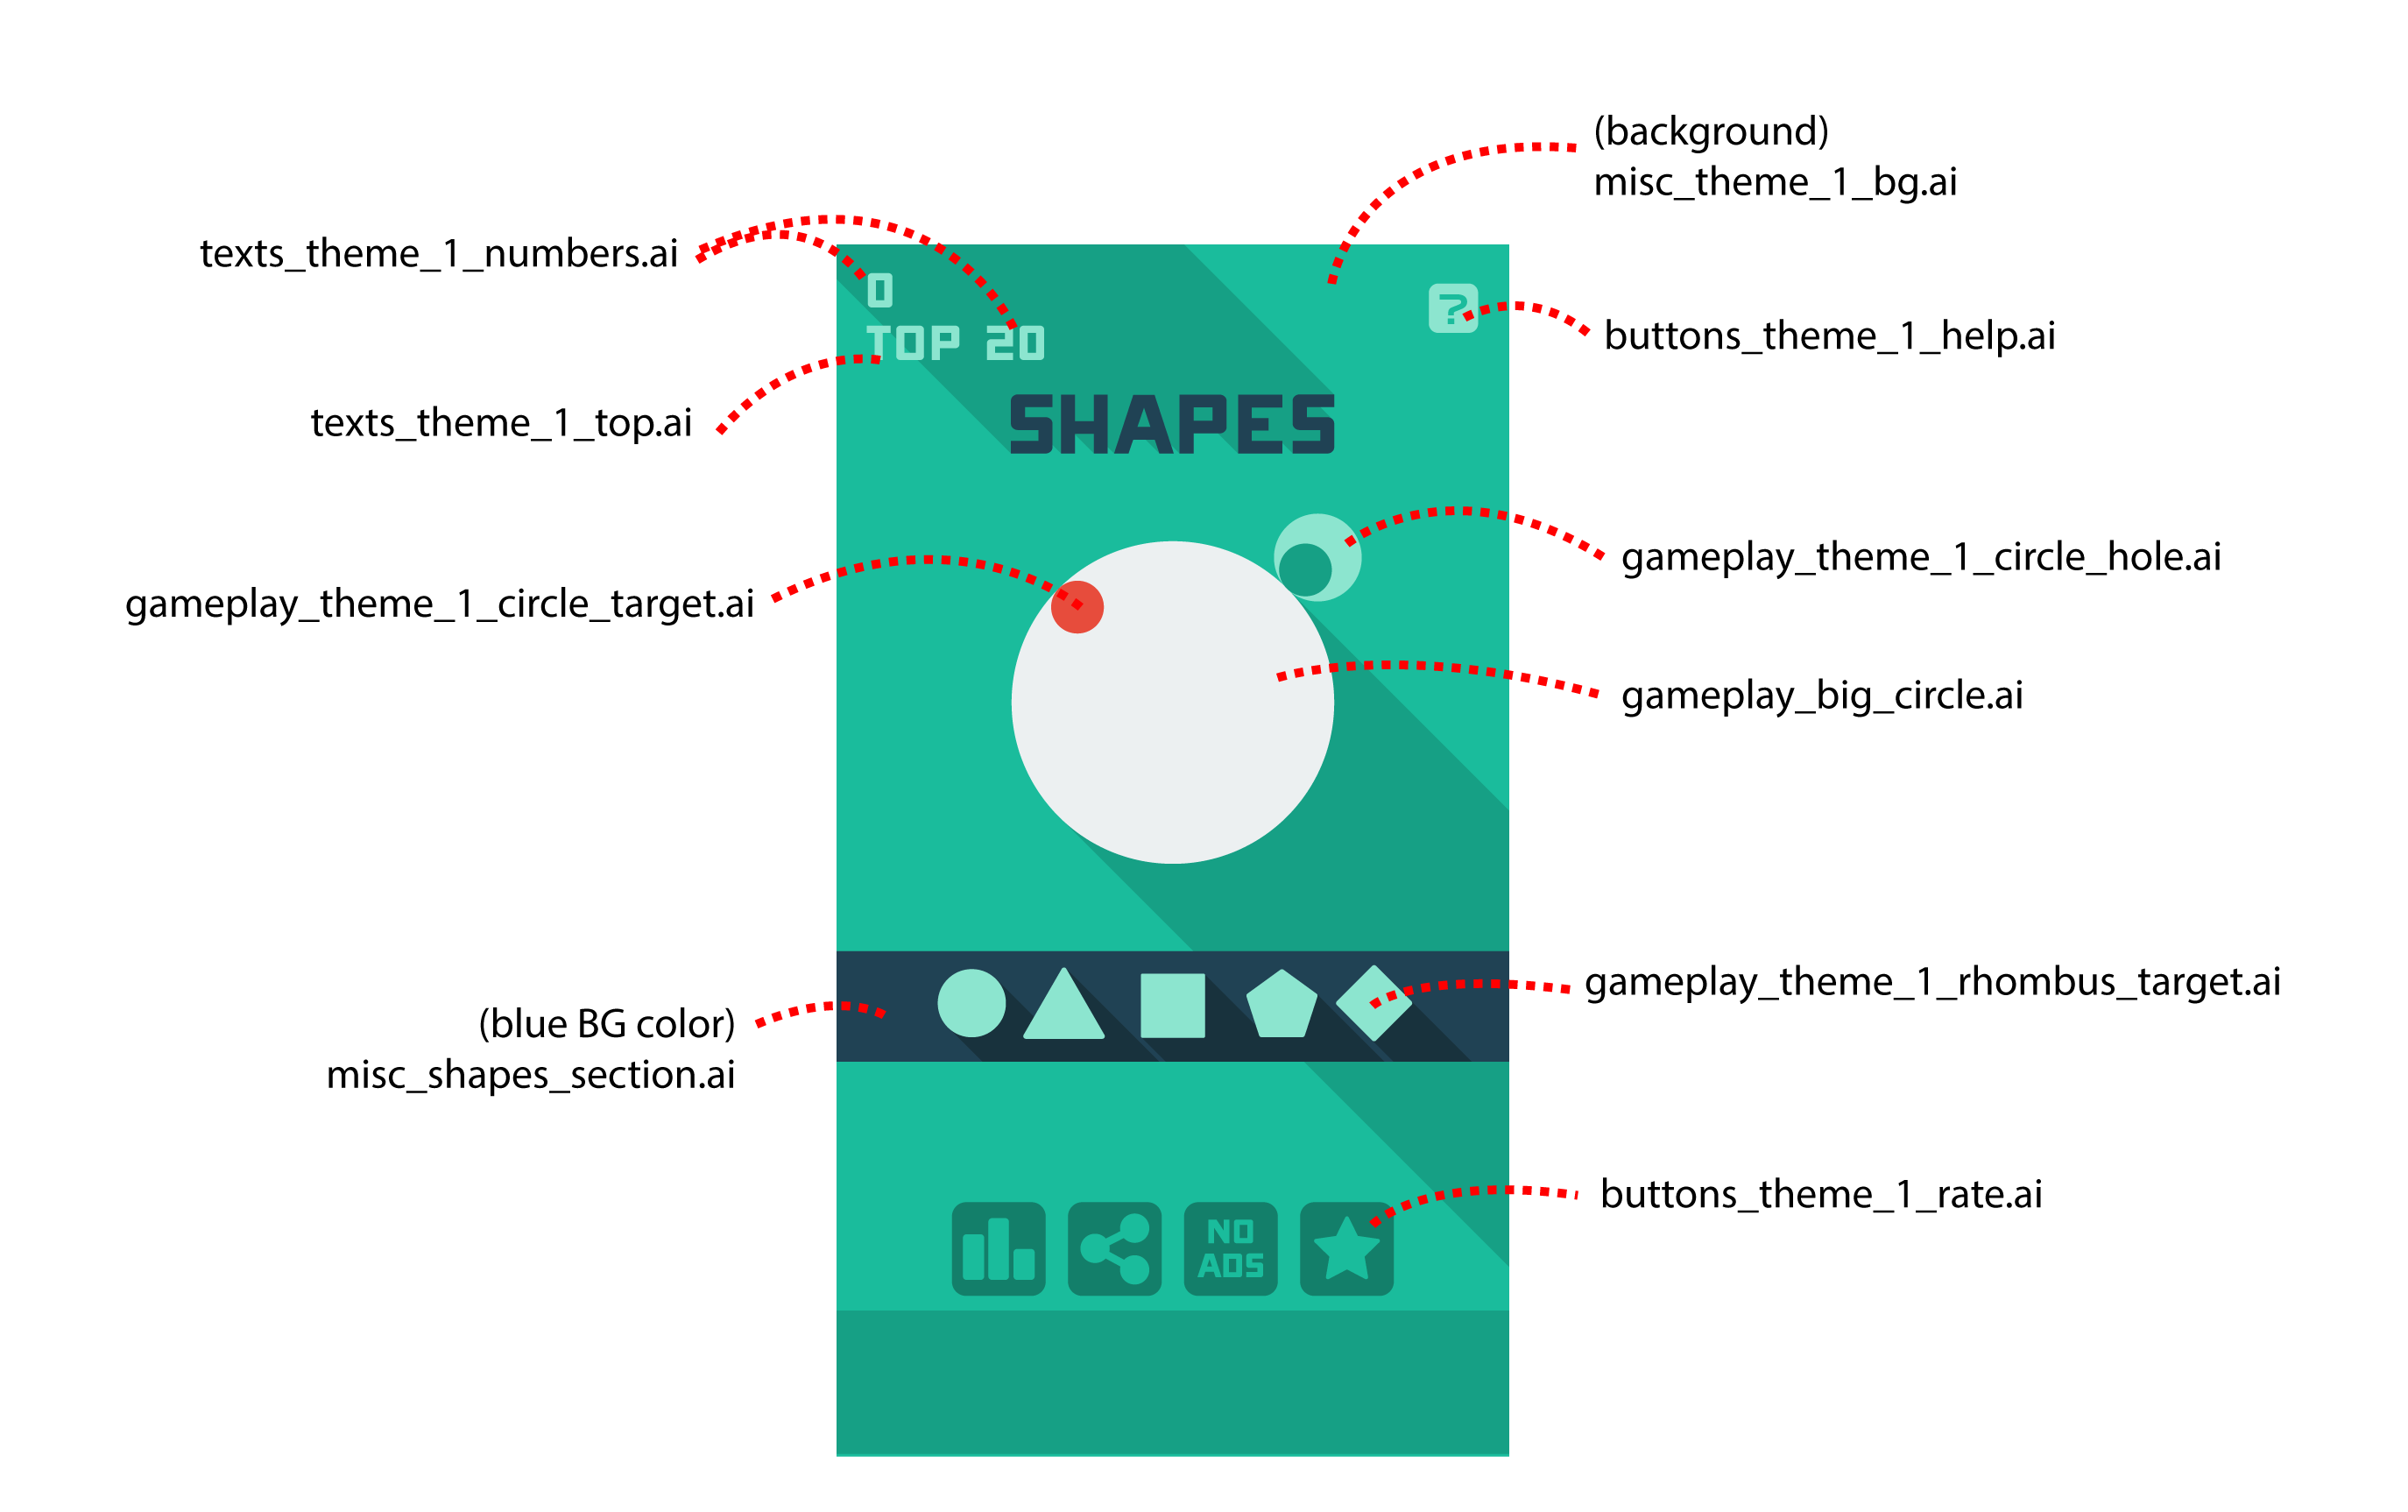 (background)
misc_theme_1_bg.ai
texts_theme_1_numbers.ai
0
?
buttons_theme_1_help.ai
TOP 20
texts_theme_1_top.ai
SHAPES
gameplay_theme_1_circle_hole.ai
gameplay_theme_1_circle_target.ai
gameplay_big_circle.ai
gameplay_theme_1_rhombus_target.ai
(blue BG color)
misc_shapes_section.ai
buttons_theme_1_rate.ai
NO
ADS